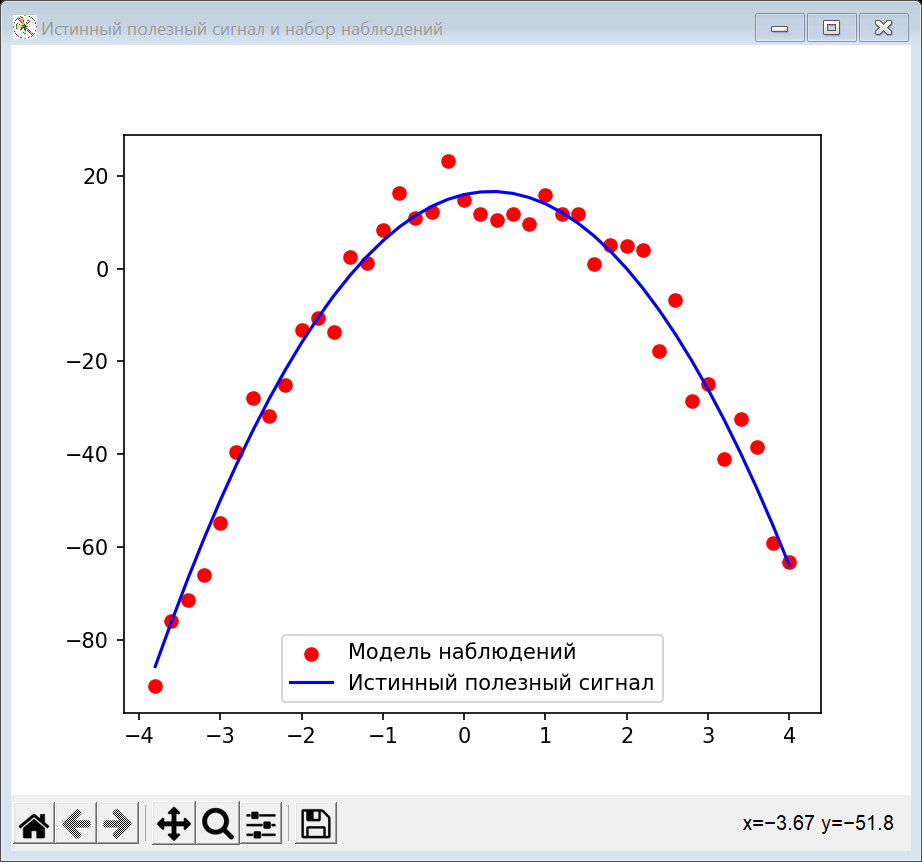 Истинный полезный сигнал и набор наблюдений
20
0
−20
−40
−60
−80
Модель наблюдений
Истинный полезный сигнал
−4 −3 −2 −1 0 1 2 3 4
x=−3.67 y=−51.8